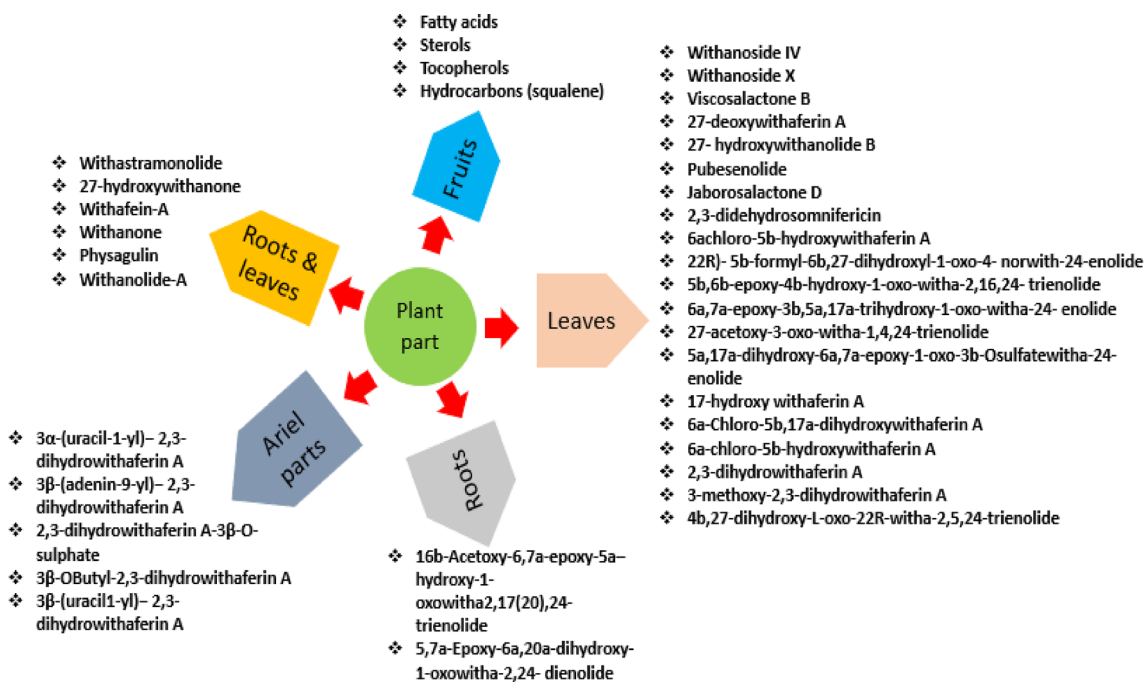 ❖ Fatty acids
❖ Sterols
❖ Tocopherols
❖ Hydrocarbons (squalene)
Fruits
❖ Withastramonolide
❖ 27-hydroxywithanone
❖ Withafein-A
❖ Withanone
❖ Physagulin
❖ Withanolide-A
Roots &
leaves
Plant
part
Leaves
❖ Withanoside IV
❖ Withanoside X
❖ Viscosalactone B
❖ 27-deoxywithaferin A
❖ 27- hydroxywithanolide B
❖ Pubesenolide
❖ Jaborosalactone D
❖ 2,3-didehydrosomnifericin
❖ 6achloro-5b-hydroxywithaferin A
❖ 22R)- 5b-formyl-6b,27-dihydroxyl-1-oxo-4- norwith-24-enolide
❖ 5b,6b-epoxy-4b-hydroxy-1-oxo-witha-2,16,24- trienolide
❖ 6a,7a-epoxy-3b,5a,17a-trihydroxy-1-oxo-witha-24- enolide
❖ 27-acetoxy-3-oxo-witha-1,4,24-trienolide
❖ 5a,17a-dihydroxy-6a,7a-epoxy-1-oxo-3b-Osulfatewitha-24-
enolide
❖ 17-hydroxy withaferin A
❖ 6a-Chloro-5b,17a-dihydroxywithaferin A
❖ 6a-chloro-5b-hydroxywithaferin A
❖ 2,3-dihydrowithaferin A
❖ 3-methoxy-2,3-dihydrowithaferin A
❖ 4b,27-dihydroxy-L-oxo-22R-witha-2,5,24-trienolide
Ariel
parts
❖ 3α-(uracil-1-yl)– 2,3-
dihydrowithaferin A
❖ 3β-(adenin-9-yl)– 2,3-
dihydrowithaferin A
❖ 2,3-dihydrowithaferin A-3β-O-
sulphate
❖ 3β-OButyl-2,3-dihydrowithaferin A
❖ 3β-(uracil1-yl)– 2,3-
dihydrowithaferin A
Roots
❖ 16b-Acetoxy-6,7a-epoxy-5a–
hydroxy-1-
oxowitha2,17(20),24-
trienolide
❖ 5,7a-Epoxy-6a,20a-dihydroxy-
1-oxowitha-2,24- dienolide